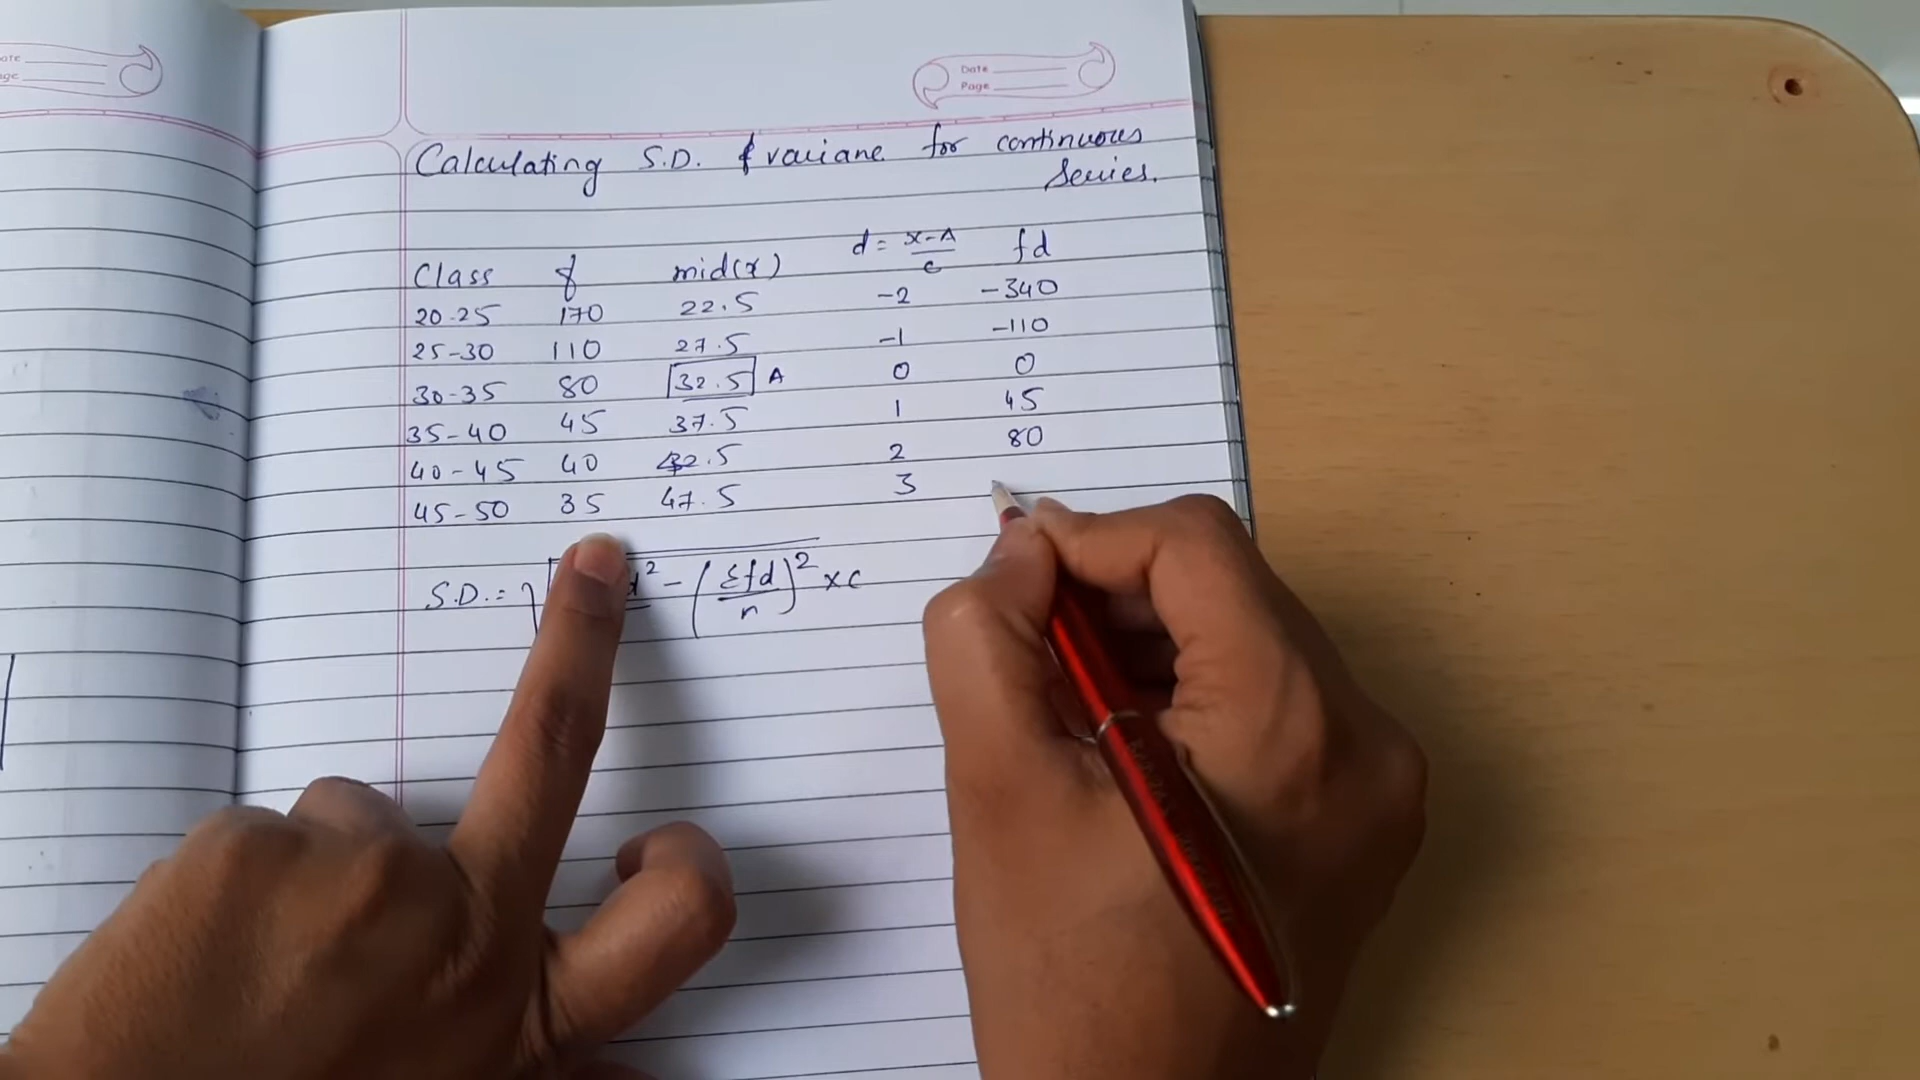 Date
Page
Calculating S.D. & variane for continuous
Series.
Class f mid(x) d = x-A/c fd
20-25 170 22.5 -2 -340
25-30 110 27.5 -1 -110
30-35 80 32.5 A 0 0
35-40 45 37.5 1 45
40-45 40 42.5 2 80
45-50 35 47.5 3
S.D. = √ d² - (Σfd/n)² xc